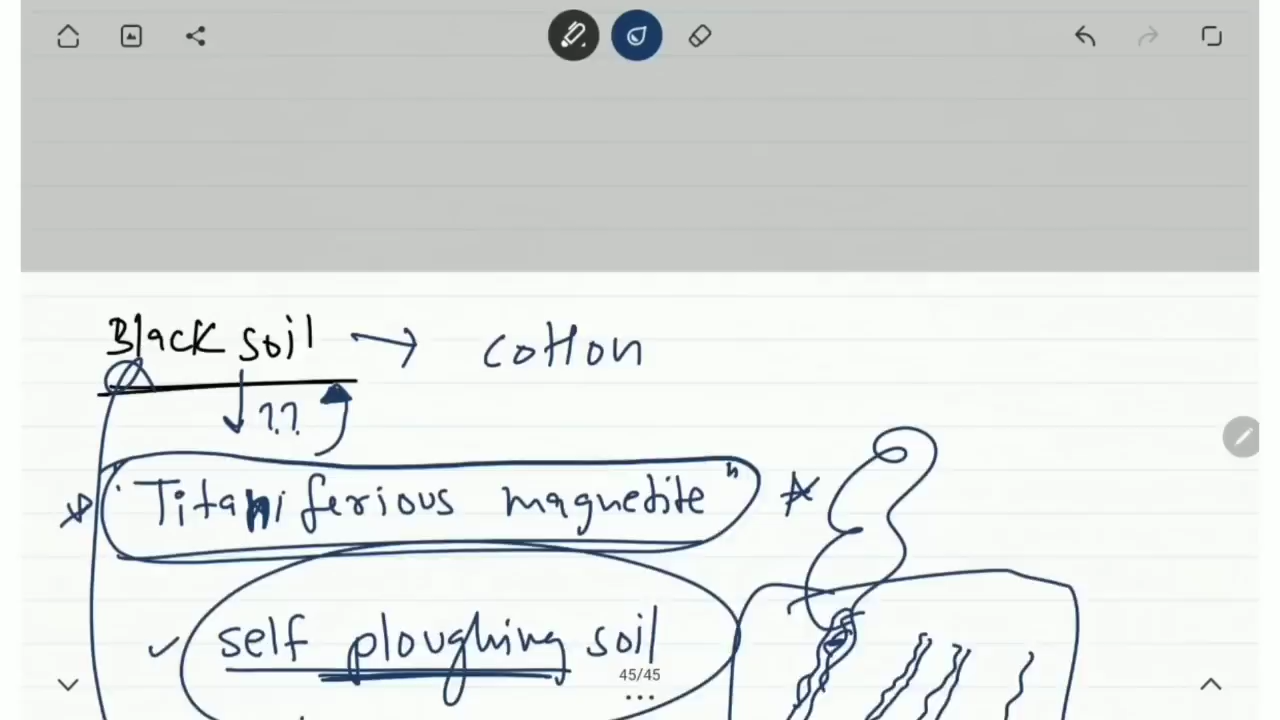 Black soil → cotton
??
"Titaniferious magnetite"
self ploughing soil
45/45